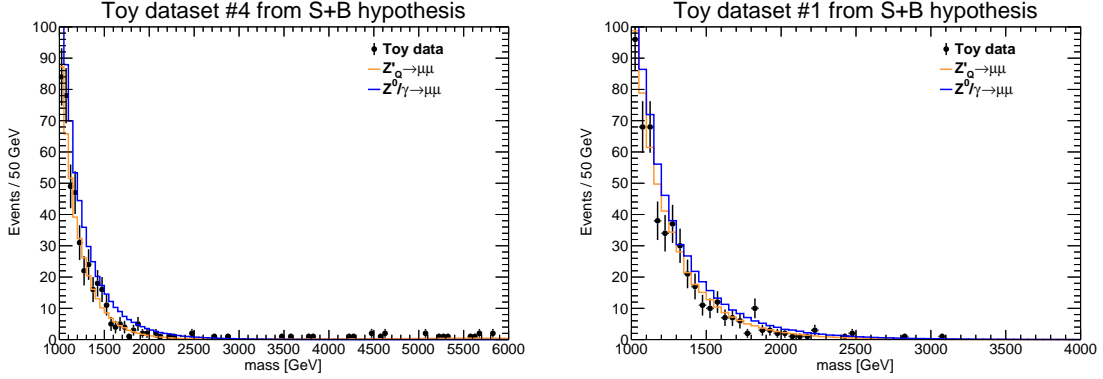 Toy dataset #4 from S+B hypothesis
Events / 50 GeV
100
90
80
70
60
50
40
30
20
10
0
Toy data
Z'Q→μμ
Z0/γ→μμ
1000 1500 2000 2500 3000 3500 4000 4500 5000 5500 6000
mass [GeV]
Toy dataset #1 from S+B hypothesis
Events / 50 GeV
100
90
80
70
60
50
40
30
20
10
0
Toy data
Z'Q→μμ
Z0/γ→μμ
1000 1500 2000 2500 3000 3500 4000
mass [GeV]